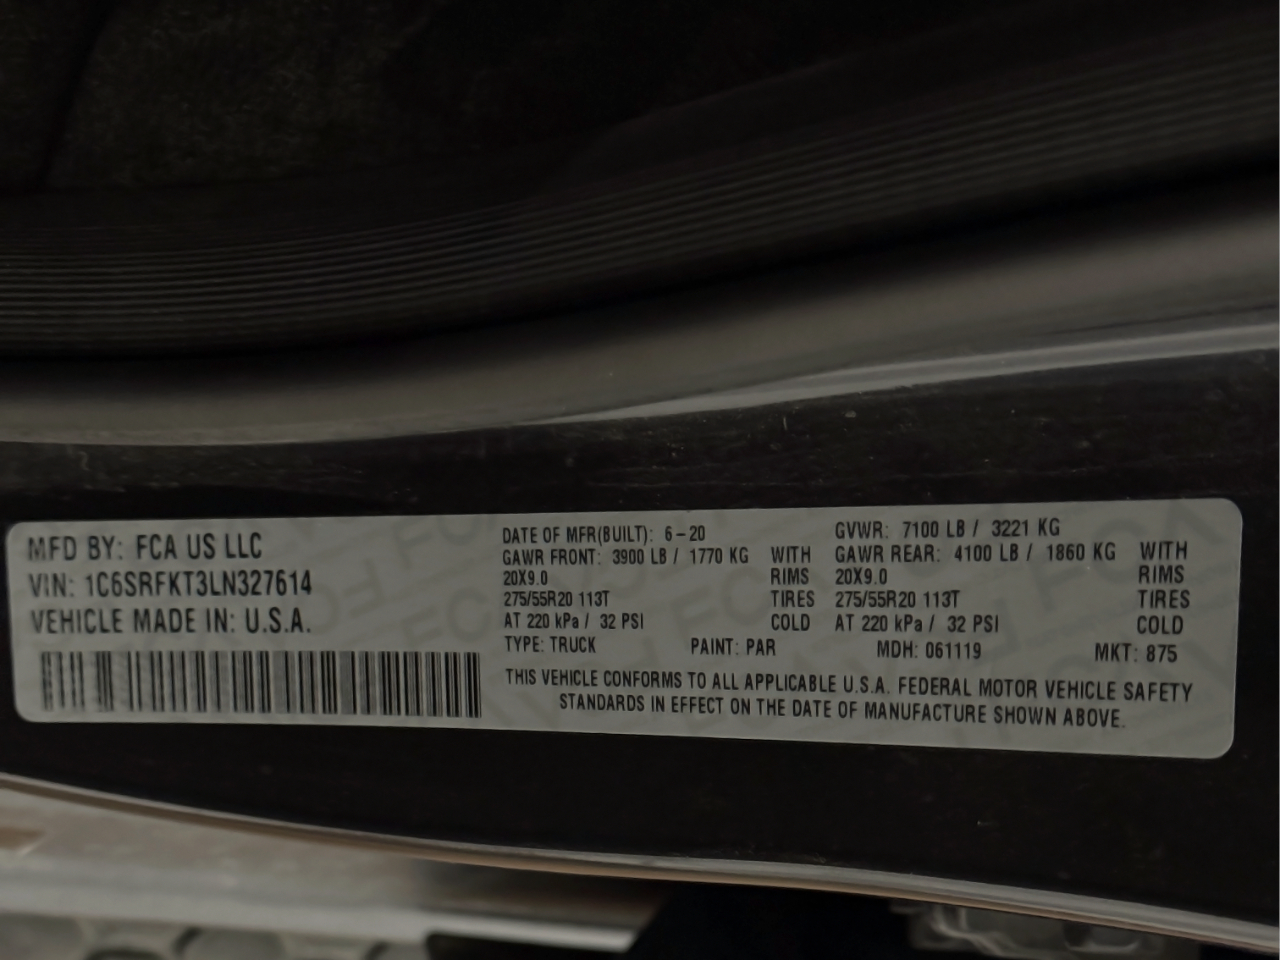 MFD BY: FCA US LLC
VIN: 1C6SRFKT3LN327614
VEHICLE MADE IN: U.S.A.
DATE OF MFR(BUILT): 6-20 GVWR: 7100 LB / 3221 KG
GAWR FRONT: 3900 LB / 1770 KG WITH GAWR REAR: 4100 LB / 1860 KG WITH
20X9.0 RIMS 20X9.0 RIMS
275/55R20 113T TIRES 275/55R20 113T TIRES
AT 220 kPa / 32 PSI COLD AT 220 kPa / 32 PSI COLD
TYPE: TRUCK PAINT: PAR MDH: 061119 MKT: 875
THIS VEHICLE CONFORMS TO ALL APPLICABLE U.S.A. FEDERAL MOTOR VEHICLE SAFETY
STANDARDS IN EFFECT ON THE DATE OF MANUFACTURE SHOWN ABOVE.